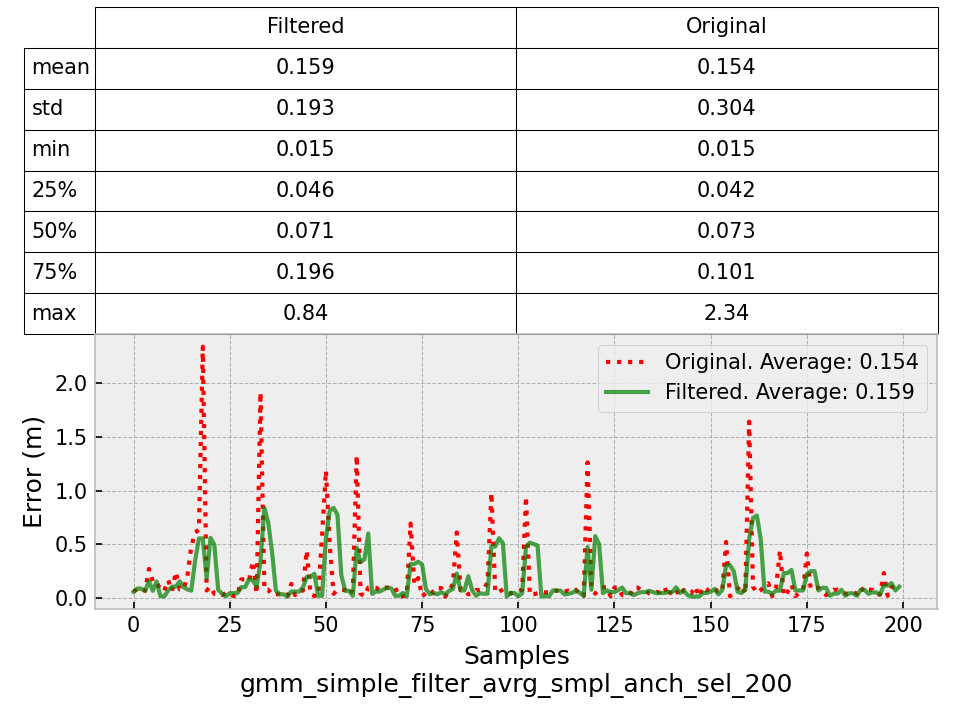 Filtered Original
mean 0.159 0.154
std 0.193 0.304
min 0.015 0.015
25% 0.046 0.042
50% 0.071 0.073
75% 0.196 0.101
max 0.84 2.34
Original. Average: 0.154
Filtered. Average: 0.159
Error (m)
2.0
1.5
1.0
0.5
0.0
0 25 50 75 100 125 150 175 200
Samples
gmm_simple_filter_avrg_smpl_anch_sel_200